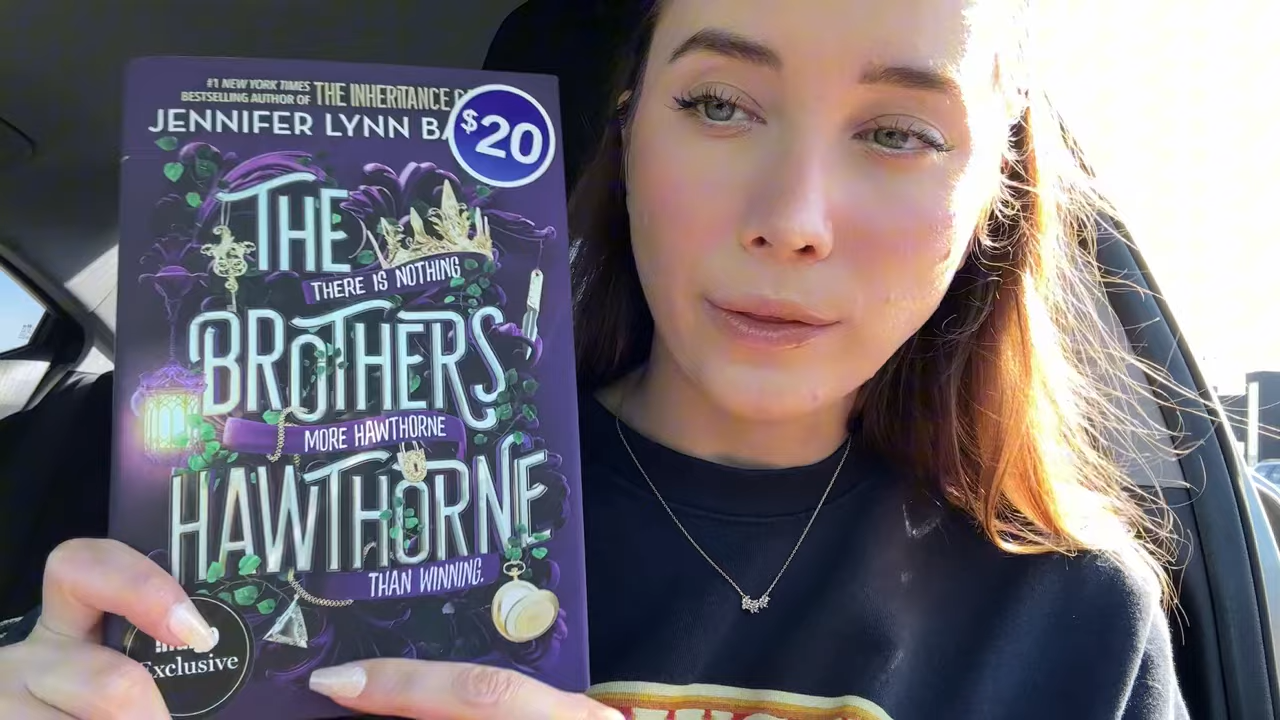 #1 NEW YORK TIMES
BESTSELLING AUTHOR OF THE INHERITANCE
JENNIFER LYNN
$20
THE
THERE IS NOTHING
BROTHERS
MORE HAWTHORNE
HAWTHORNE
THAN WINNING.
Exclusive